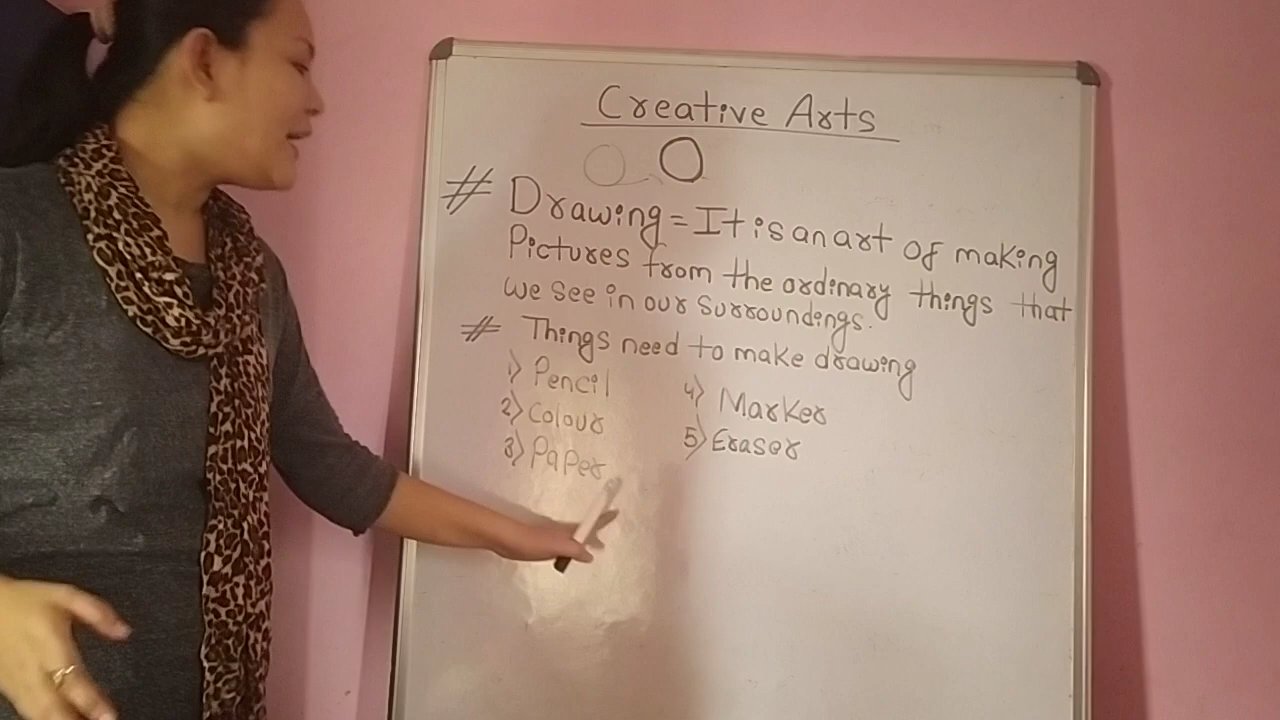 Creative Arts
# Drawing = It is an art of making
Pictures from the ordinary things that
we see in our surroundings.
# Things need to make drawing
1) Pencil
2) Colour
3) Paper
4) Marker
5) Eraser